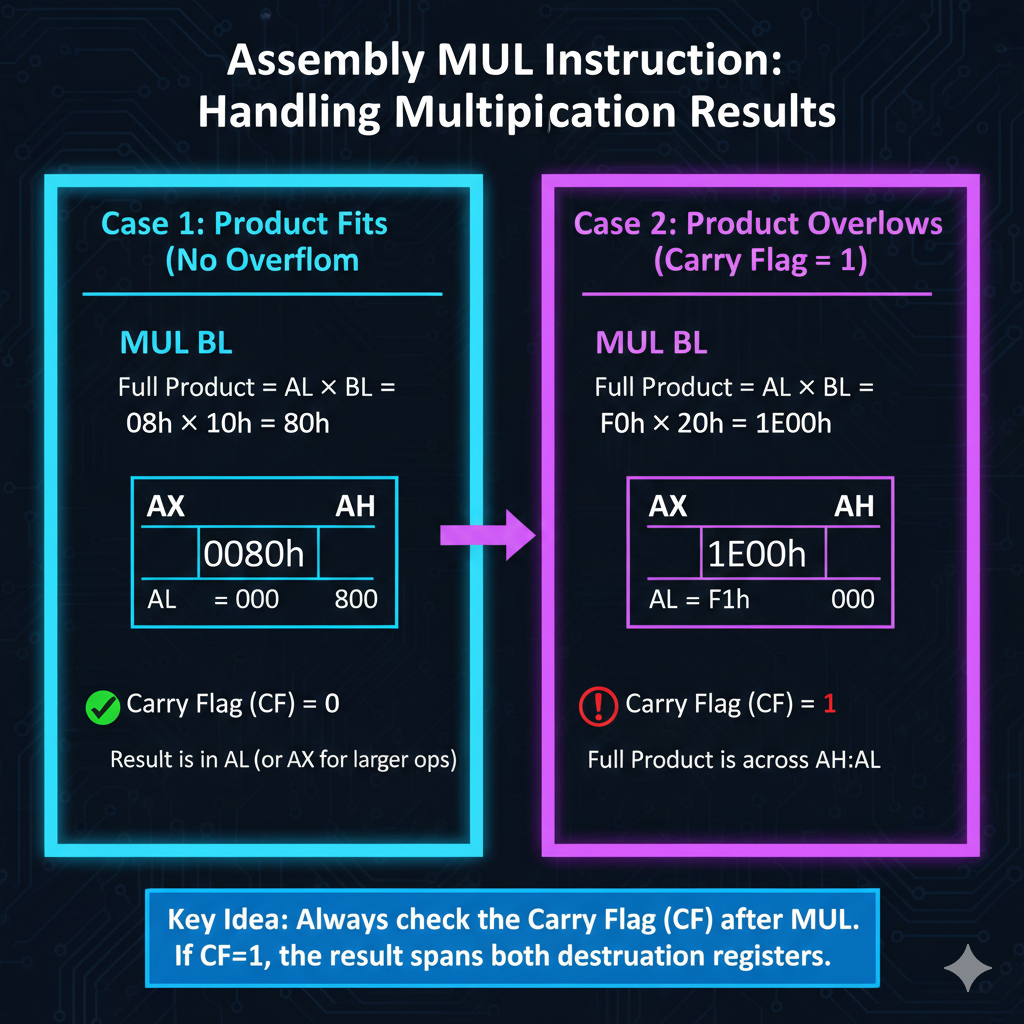 Assembly MUL Instruction:
Handling Multipication Results
Case 1: Product Fits
(No Overflom
MUL BL
Full Product = AL × BL =
08h × 10h = 80h
AX AH
0080h
AL = 000 800
Carry Flag (CF) = 0
Result is in AL (or AX for larger ops)
Case 2: Product Overlows
(Carry Flag = 1)
MUL BL
Full Product = AL × BL =
F0h × 20h = 1E00h
AX AH
1E00h
AL = F1h 000
Carry Flag (CF) = 1
Full Product is across AH:AL
Key Idea: Always check the Carry Flag (CF) after MUL.
If CF=1, the result spans both destruation registers.